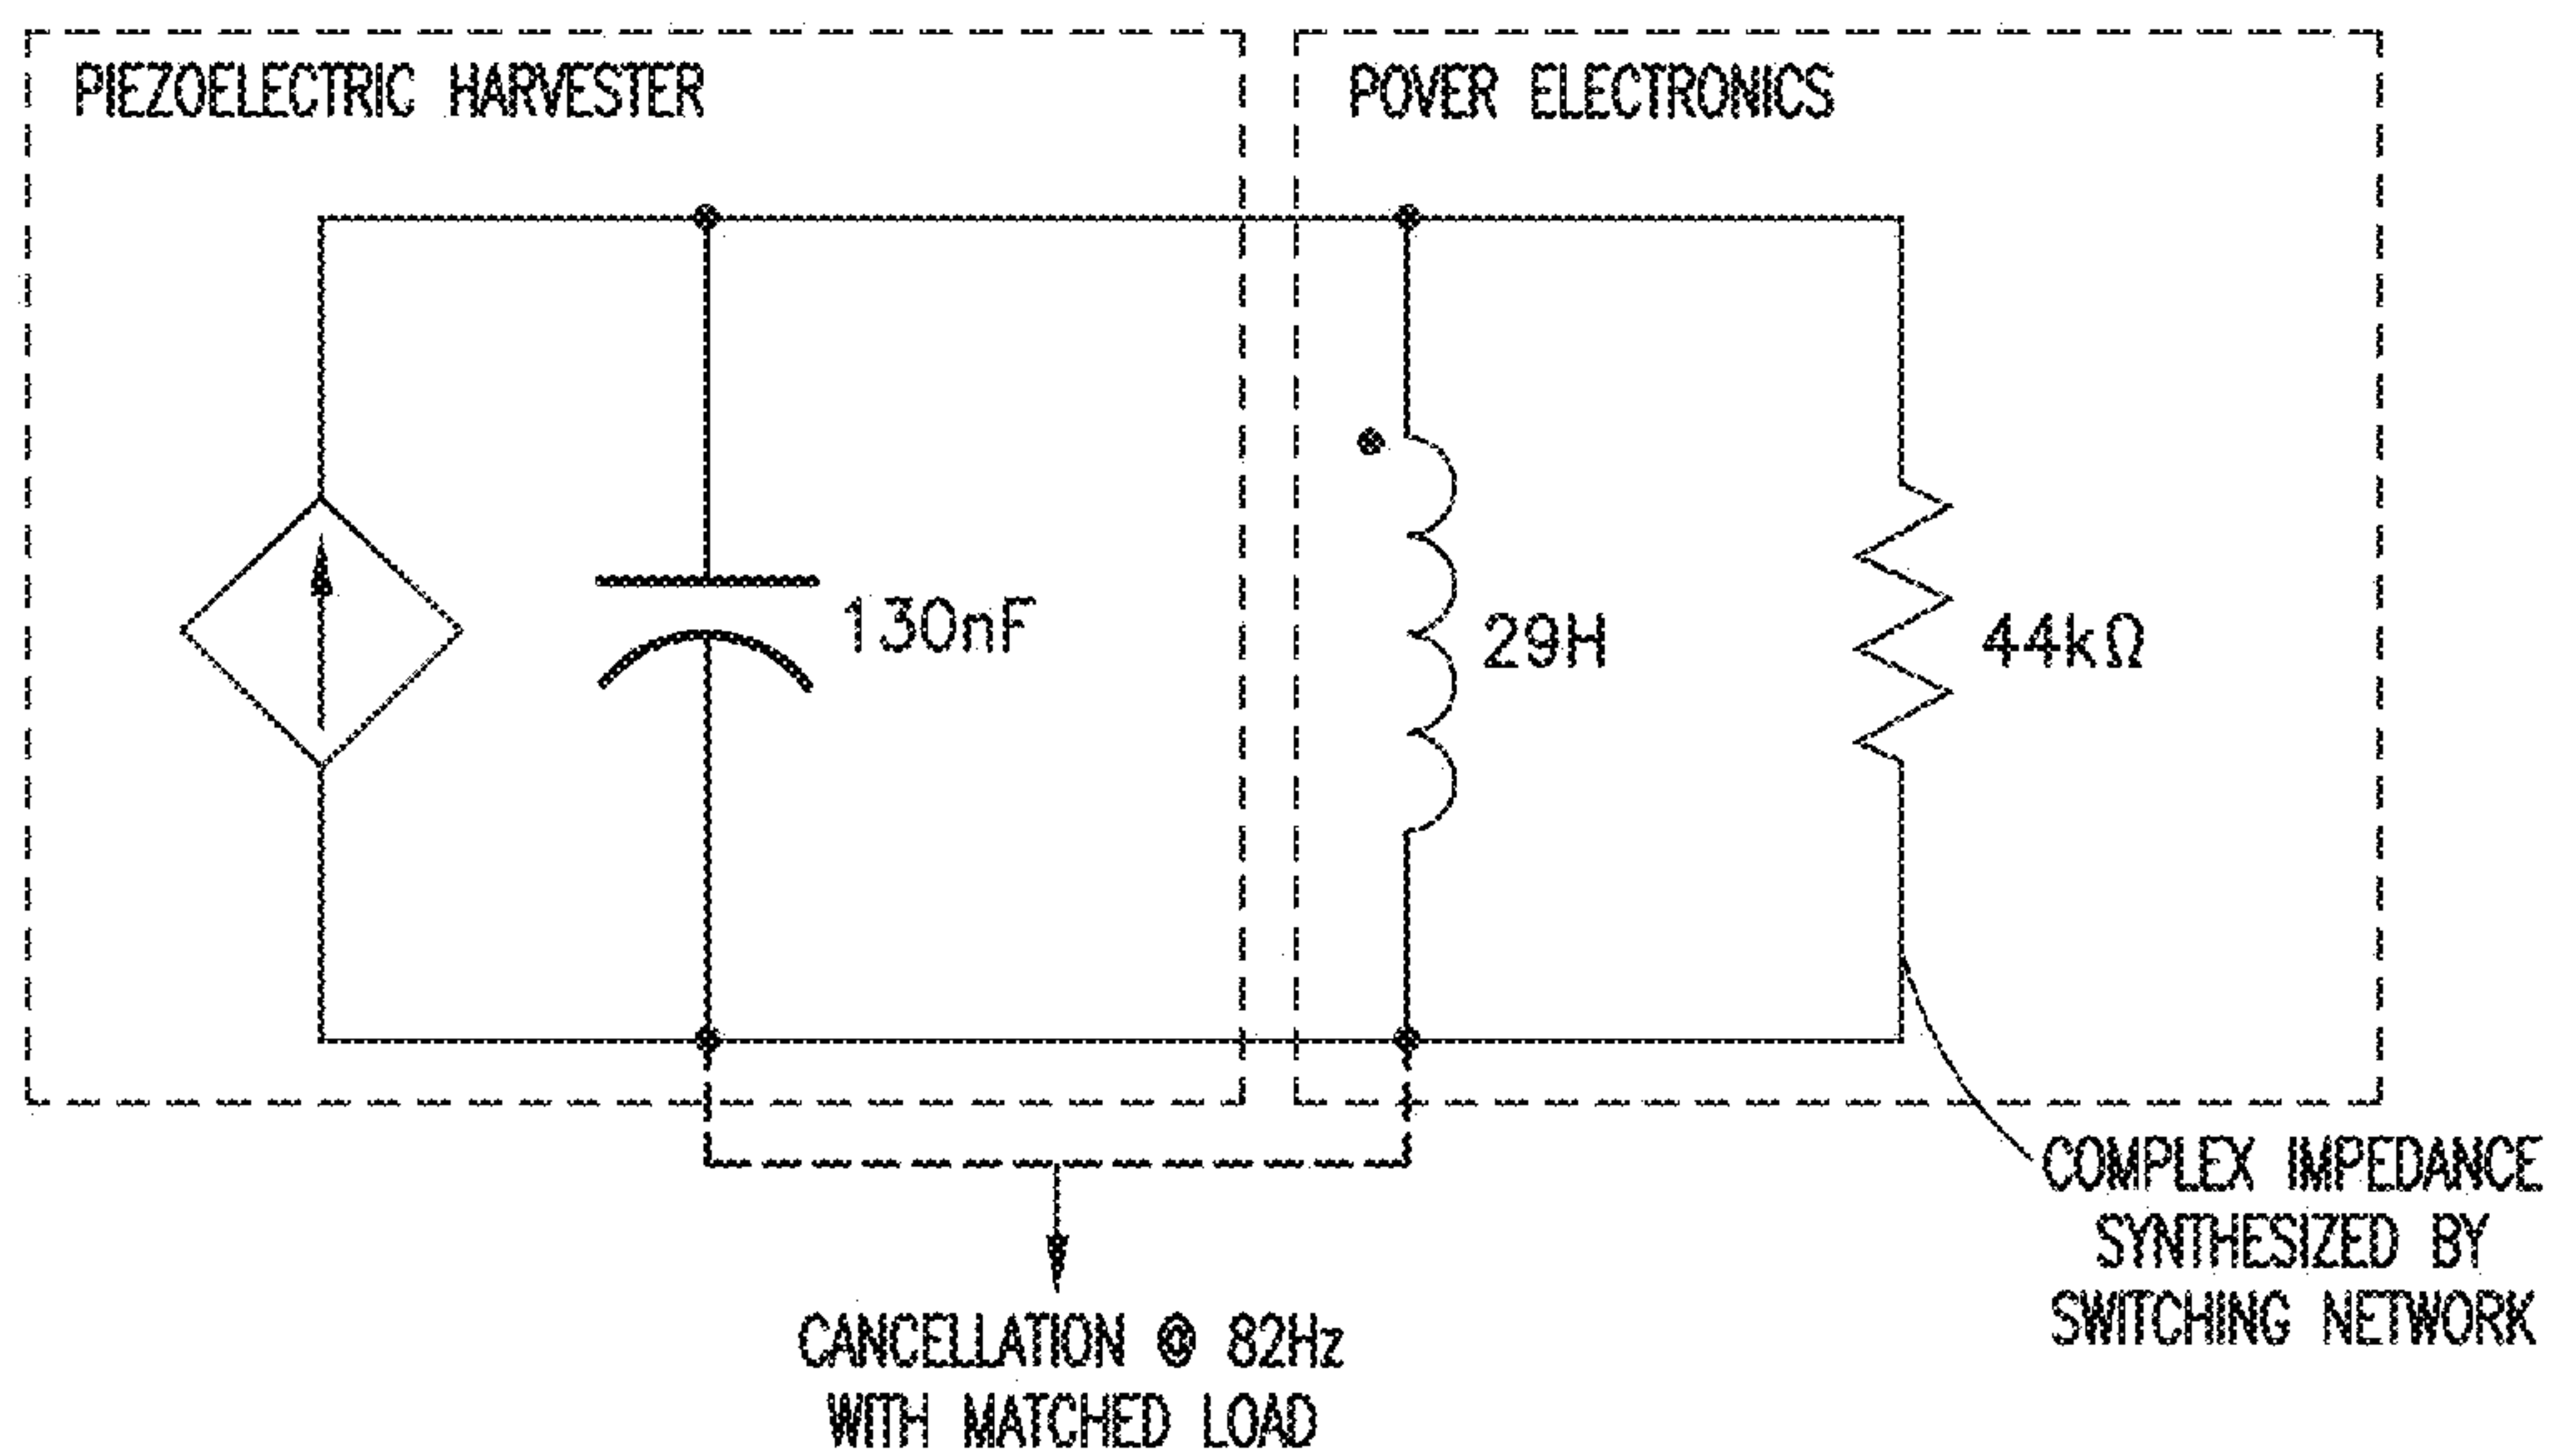 PIEZOELECTRIC HARVESTER
POVER ELECTRONICS
130nF
29H
44kΩ
COMPLEX IMPEDANCE
SYNTHESIZED BY
SWITCHING NETWORK
CANCELLATION @ 82Hz
WITH MATCHED LOAD